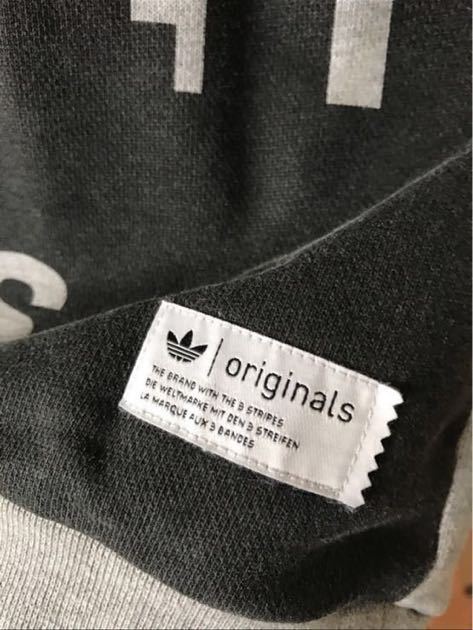 S
originals
THE BRAND WITH THE 3 STRIPES
DIE WELTMARKE MIT DEN 3 STREIFEN
LA MARQUE AUX 3 BANDES